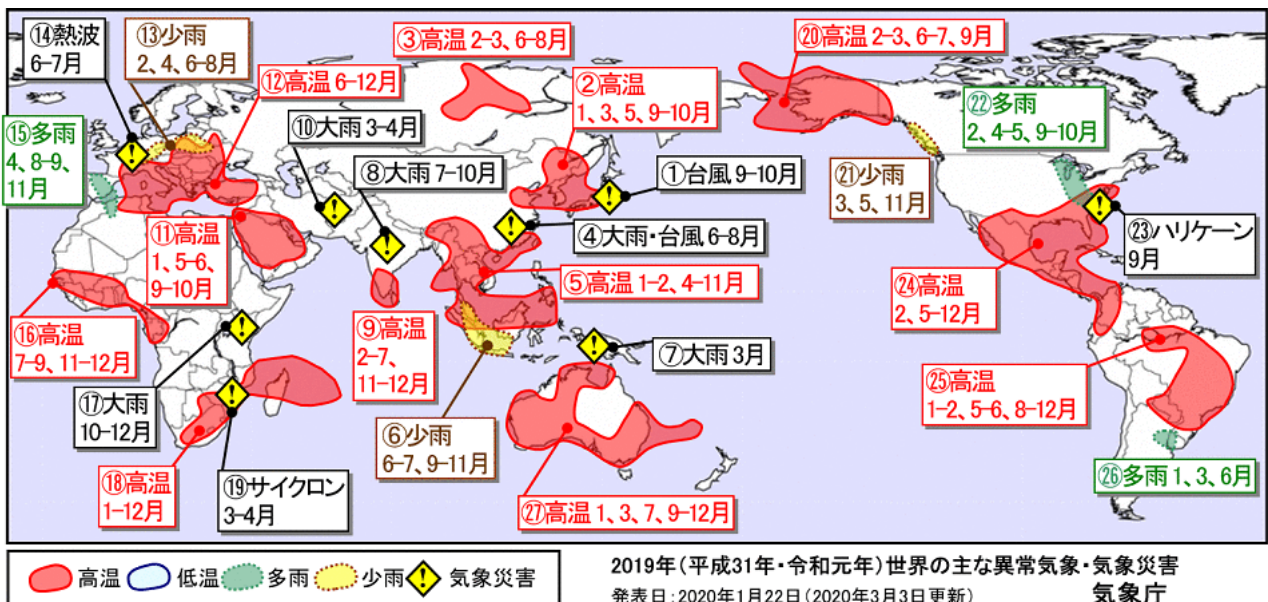 ⑭熱波
6-7月
⑬少雨
2、4、6-8月
③高温 2-3、6-8月
⑳高温 2-3、6-7、9月
⑫高温 6-12月
②高温
1、3、5、9-10月
㉒多雨
2、4-5、9-10月
⑮多雨
4、8-9、
11月
⑩大雨 3-4月
⑧大雨 7-10月
①台風 9-10月
㉑少雨
3、5、11月
④大雨・台風 6-8月
㉓ハリケーン
9月
⑪高温
1、5-6、
9-10月
⑤高温 1-2、4-11月
㉔高温
2、5-12月
⑯高温
7-9、11-12月
⑨高温
2-7、
11-12月
⑦大雨 3月
㉕高温
1-2、5-6、8-12月
⑰大雨
10-12月
⑥少雨
6-7、9-11月
⑱高温
1-12月
⑲サイクロン
3-4月
㉗高温 1、3、7、9-12月
㉖多雨 1、3、6月
高温 低温 多雨 少雨 気象災害
2019年(平成31年・令和元年)世界の主な異常気象・気象災害
発表日:2020年1月22日(2020年3月3日更新) 気象庁